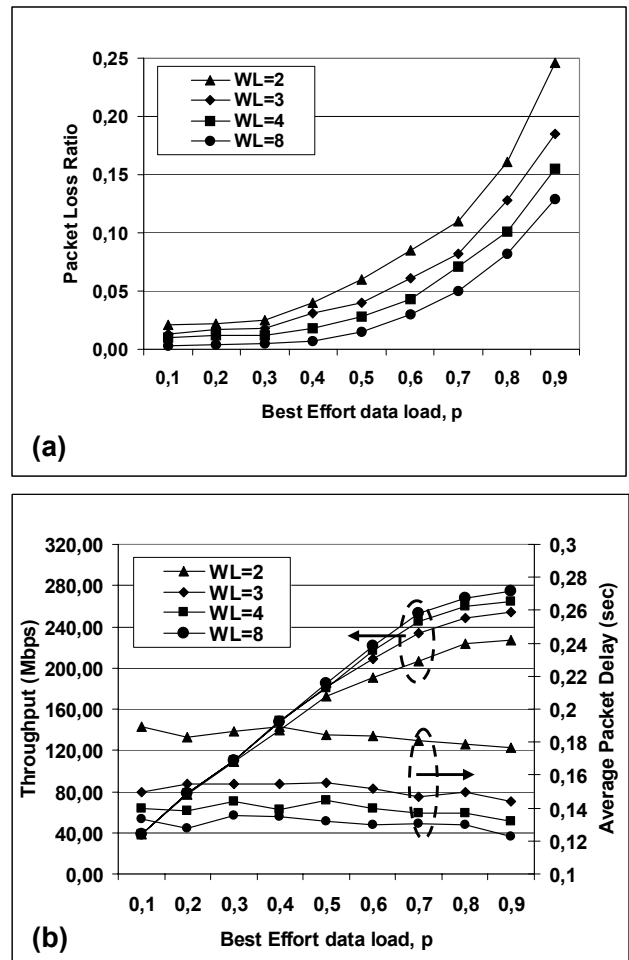 0,25
0,20
0,15
0,10
0,05
0,00
Packet Loss Ratio
WL=2
WL=3
WL=4
WL=8
0,1 0,2 0,3 0,4 0,5 0,6 0,7 0,8 0,9
Best Effort data load, p
(a)
320,00
280,00
240,00
200,00
160,00
120,00
80,00
40,00
0,00
Throughput (Mbps)
WL=2
WL=3
WL=4
WL=8
0,3
0,28
0,26
0,24
0,22
0,2
0,18
0,16
0,14
0,12
0,1
Average Packet Delay (sec)
0,1 0,2 0,3 0,4 0,5 0,6 0,7 0,8 0,9
Best Effort data load, p
(b)